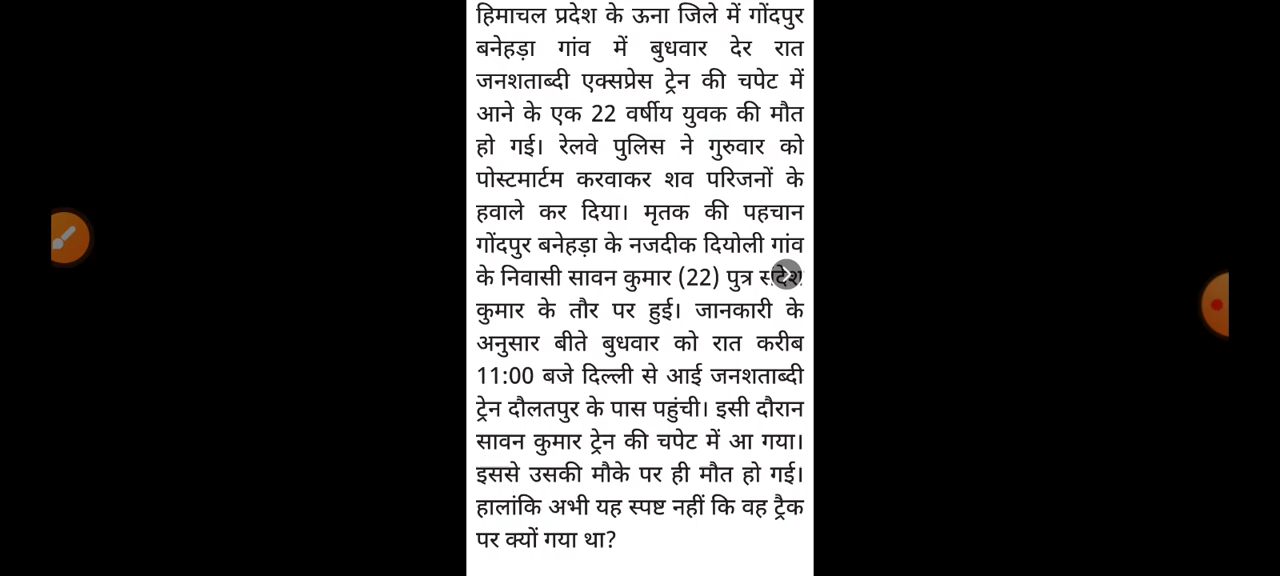 हिमाचल प्रदेश के ऊना जिले में गोंदपुर
बनेहड़ा गांव में बुधवार देर रात
जनशताब्दी एक्सप्रेस ट्रेन की चपेट में
आने के एक 22 वर्षीय युवक की मौत
हो गई। रेलवे पुलिस ने गुरुवार को
पोस्टमार्टम करवाकर शव परिजनों के
हवाले कर दिया। मृतक की पहचान
गोंदपुर बनेहड़ा के नजदीक दियोली गांव
के निवासी सावन कुमार (22) पुत्र
कुमार के तौर पर हुई। जानकारी के
अनुसार बीते बुधवार को रात करीब
11:00 बजे दिल्ली से आई जनशताब्दी
ट्रेन दौलतपुर के पास पहुंची। इसी दौरान
सावन कुमार ट्रेन की चपेट में आ गया।
इससे उसकी मौके पर ही मौत हो गई।
हालांकि अभी यह स्पष्ट नहीं कि वह ट्रैक
पर क्यों गया था?